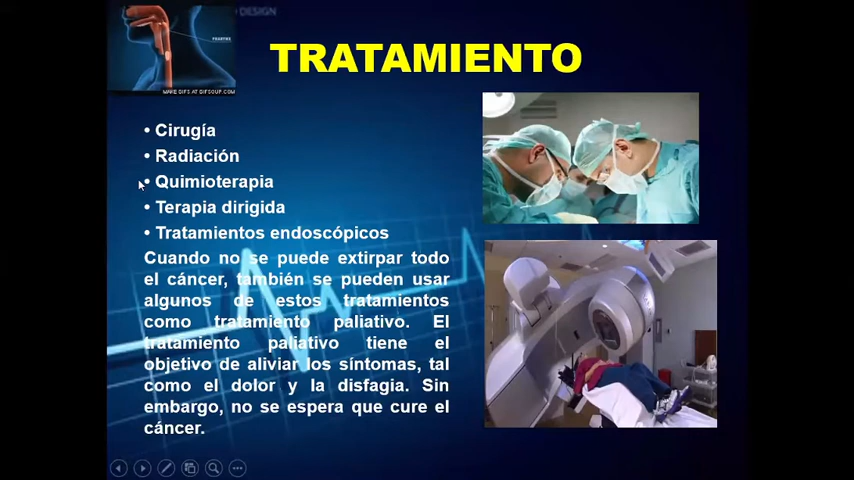 DESIGN
PHARYNX
MAKE GIFS AT GIFSOUP.COM
TRATAMIENTO
• Cirugía
• Radiación
• Quimioterapia
• Terapia dirigida
• Tratamientos endoscópicos
Cuando no se puede extirpar todo
el cáncer, también se pueden usar
algunos de estos tratamientos
como tratamiento paliativo. El
tratamiento paliativo tiene el
objetivo de aliviar los síntomas, tal
como el dolor y la disfagia. Sin
embargo, no se espera que cure el
cáncer.